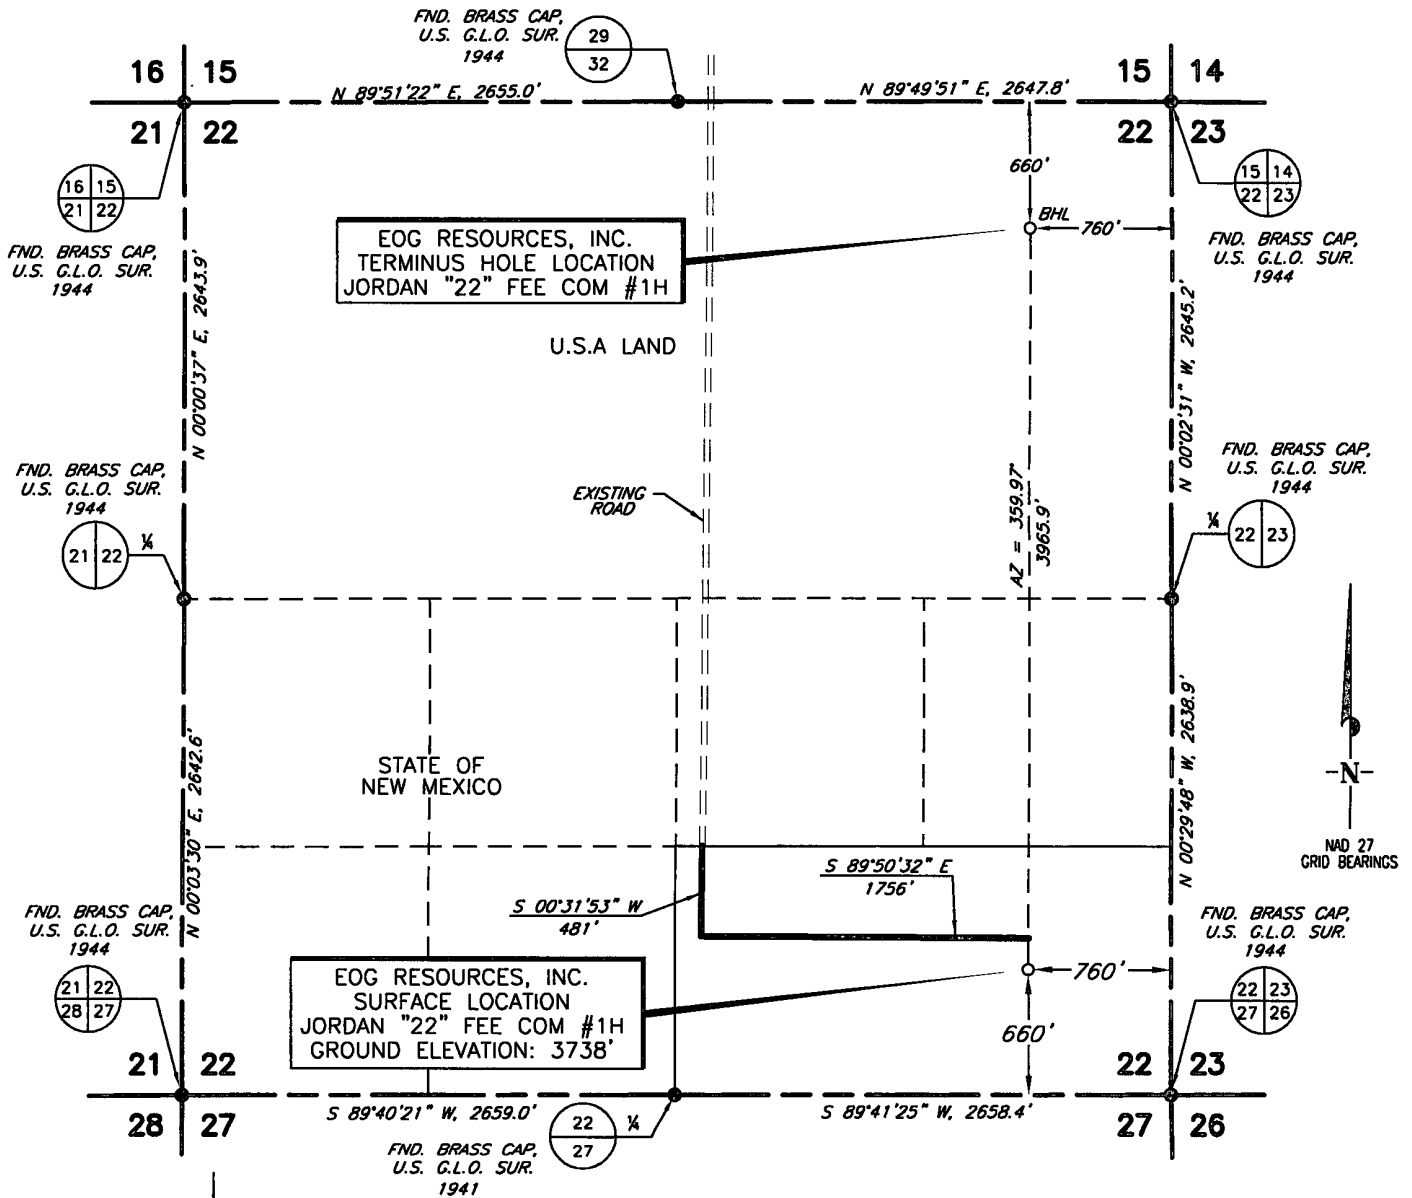 FND. BRASS CAP,
U.S. G.L.O. SUR.
1944
29
32
16 15
15 14
N 89°51'22" E, 2655.0'
N 89°49'51" E, 2647.8'
21 22
22 23
16 15
21 22
FND. BRASS CAP,
U.S. G.L.O. SUR.
1944
15 14
22 23
FND. BRASS CAP,
U.S. G.L.O. SUR.
1944
660'
BHL
760'
EOG RESOURCES, INC.
TERMINUS HOLE LOCATION
JORDAN "22" FEE COM #1H
U.S.A LAND
N 00°00'37" E, 2643.9'
N 00°02'31" W, 2645.2'
FND. BRASS CAP,
U.S. G.L.O. SUR.
1944
21 22
¼
EXISTING
ROAD
AZ = 359.97°
3965.9'
FND. BRASS CAP,
U.S. G.L.O. SUR.
1944
¼
22 23
STATE OF
NEW MEXICO
N 00°03'30" E, 2642.6'
N 00°29'48" W, 2638.9'
-N-
NAD 27
GRID BEARINGS
S 89°50'32" E
1756'
S 00°31'53" W
481'
FND. BRASS CAP,
U.S. G.L.O. SUR.
1944
21 22
28 27
FND. BRASS CAP,
U.S. G.L.O. SUR.
1944
22 23
27 26
EOG RESOURCES, INC.
SURFACE LOCATION
JORDAN "22" FEE COM #1H
GROUND ELEVATION: 3738'
760'
660'
21 22
22 23
S 89°40'21" W, 2659.0'
S 89°41'25" W, 2658.4'
28 27
27 26
22
27
¼
FND. BRASS CAP,
U.S. G.L.O. SUR.
1941